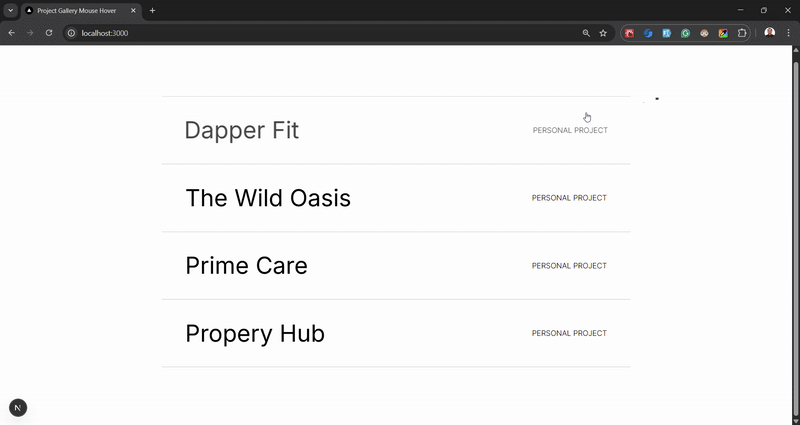 Project Gallery Mouse Hover
localhost:3000
Dapper Fit
PERSONAL PROJECT
The Wild Oasis
PERSONAL PROJECT
Prime Care
PERSONAL PROJECT
Propery Hub
PERSONAL PROJECT
N